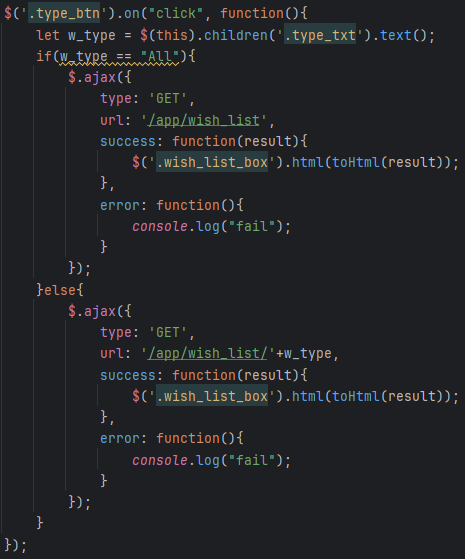 $('.type_btn').on("click", function(){
    let w_type = $(this).children('.type_txt').text();
    if(w_type == "All"){
        $.ajax({
            type: 'GET',
            url: '/app/wish_list',
            success: function(result){
                $('.wish_list_box').html(toHtml(result));
            },
            error: function(){
                console.log("fail");
            }
        });
    }else{
        $.ajax({
            type: 'GET',
            url: '/app/wish_list/'+w_type,
            success: function(result){
                $('.wish_list_box').html(toHtml(result));
            },
            error: function(){
                console.log("fail");
            }
        });
    }
});